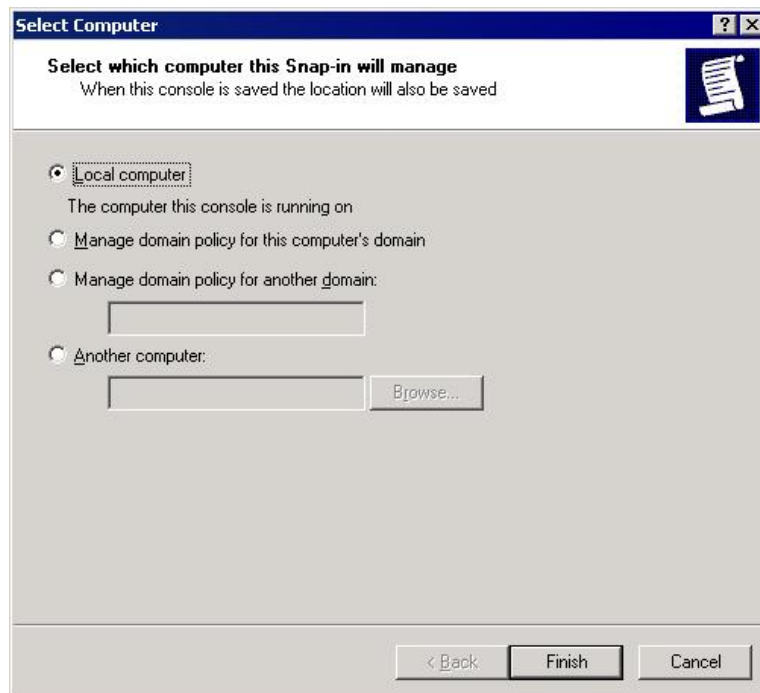 Select Computer
Select which computer this Snap-in will manage
When this console is saved the location will also be saved
Local computer
The computer this console is running on
Manage domain policy for this computer's domain
Manage domain policy for another domain:
Another computer:
Browse...
< Back
Finish
Cancel